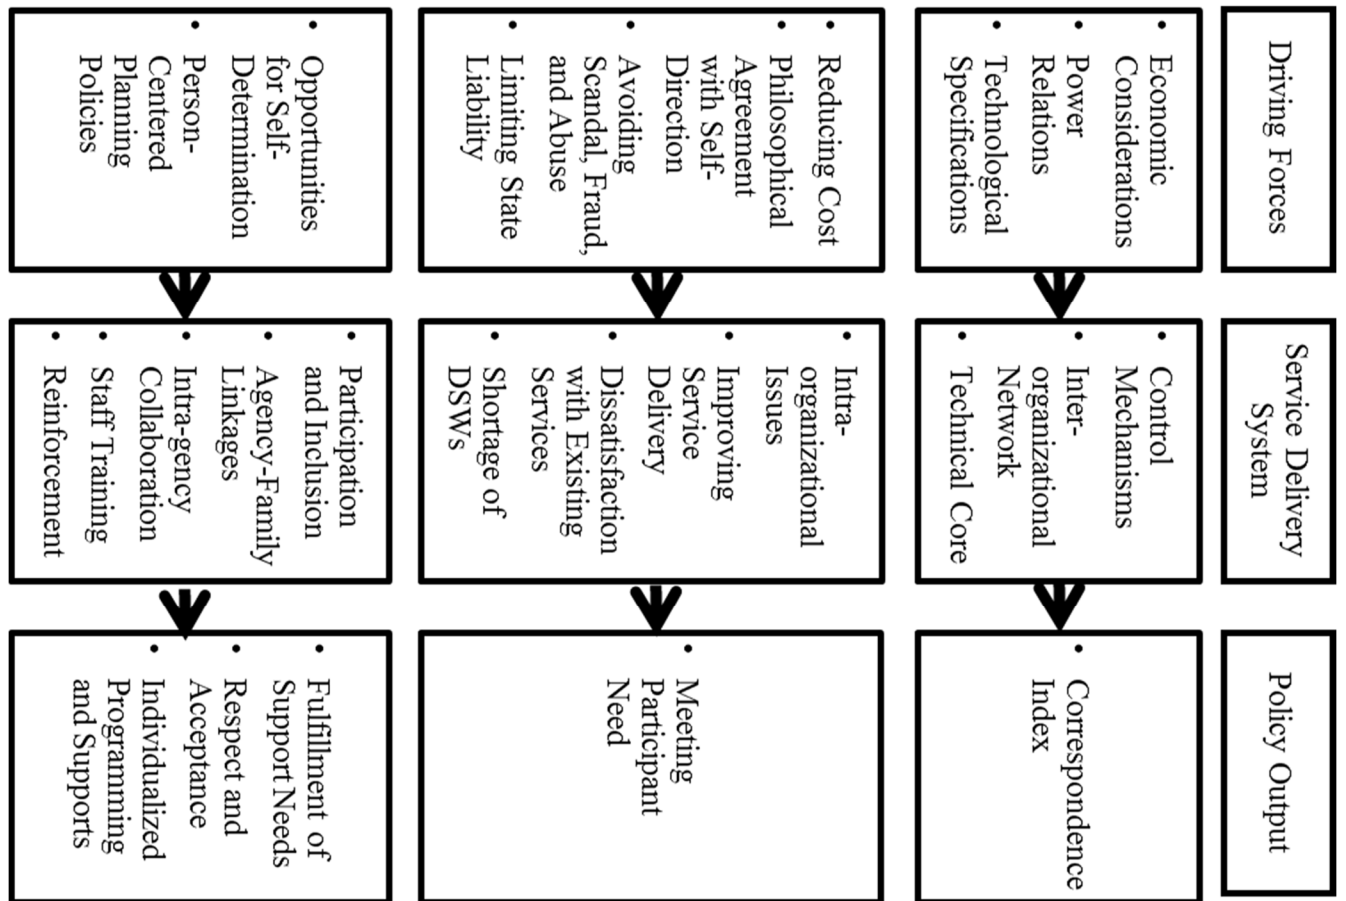 Driving Forces
Service Delivery
System
Policy Output
• Economic
Considerations
• Power
Relations
• Technological
Specifications
• Control
Mechanisms
• Inter-
organizational
Network
• Technical Core
• Correspondence
Index
• Reducing Cost
• Philosophical
Agreement
with Self-
Direction
• Avoiding
Scandal, Fraud,
and Abuse
• Limiting State
Liability
• Intra-
organizational
Issues
• Improving
Service
Delivery
• Dissatisfaction
with Existing
Services
• Shortage of
DSWs
• Meeting
Participant
Need
• Opportunities
for Self-
Determination
• Person-
Centered
Planning
Policies
• Participation
and Inclusion
• Agency-Family
Linkages
• Intra-agency
Collaboration
• Staff Training
• Reinforcement
• Fulfillment of
Support Needs
• Respect and
Acceptance
• Individualized
Programming
and Supports